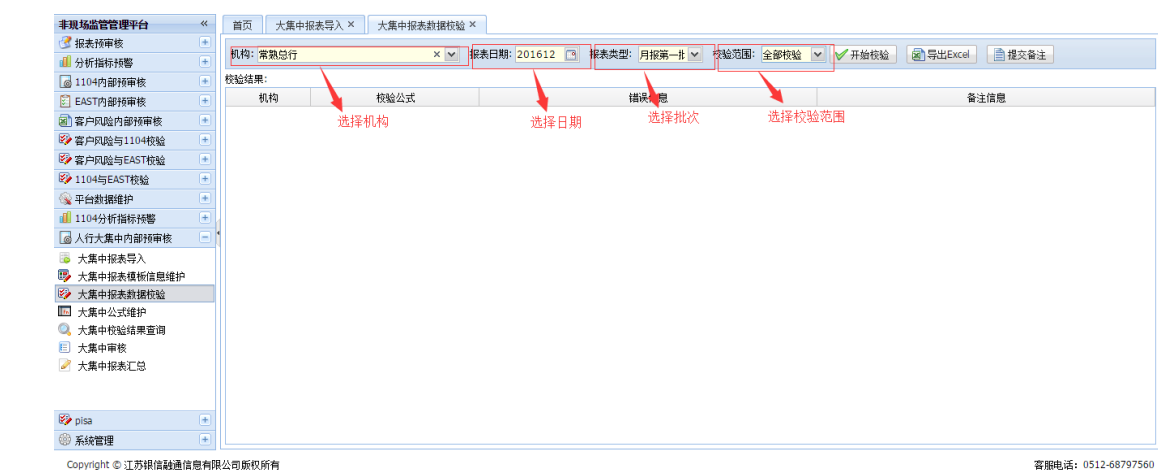 非现场监管管理平台 «
首页 大集中报表导入 × 大集中报表数据校验 ×
报表预审核
分析指标预警
1104内部预审核
EAST内部预审核
客户风险内部预审核
客户风险与1104校验
客户风险与EAST校验
1104与EAST校验
平台数据维护
1104分析指标预警
人行大集中内部预审核
大集中报表导入
大集中报表模板信息维护
大集中报表数据校验
大集中公式维护
大集中校验结果查询
大集中审核
大集中报表汇总
pisa
系统管理
机构: 常熟总行 × 报表日期: 201612 报表类型: 月报第一批 校验范围: 全部校验 开始校验 导出Excel 提交备注
校验结果:
机构 校验公式 错误信息 备注信息
选择机构 选择日期 选择批次 选择校验范围
Copyright © 江苏银信融通信息有限公司版权所有 客服电话: 0512-68797560